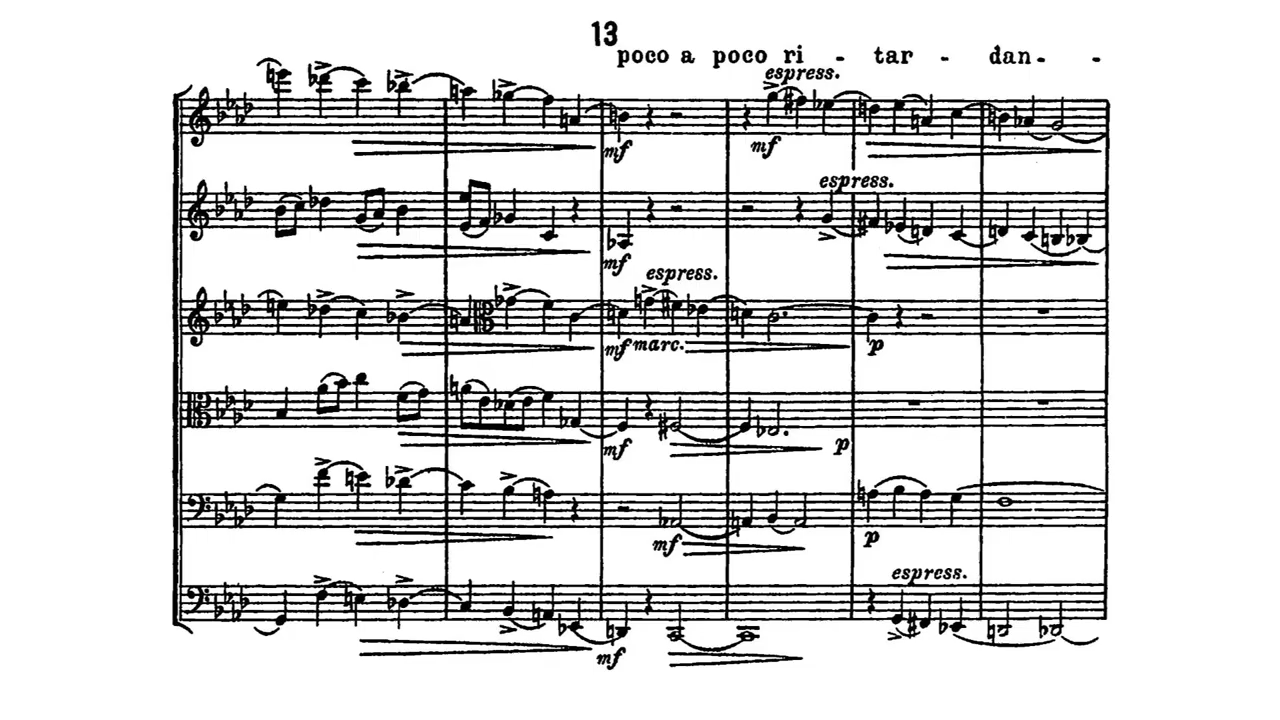 13
poco a poco ri - tar - dan- -
espress.
mf mf
espress.
mf
espress.
mf marc. p
mf p
mf p
espress.
mf